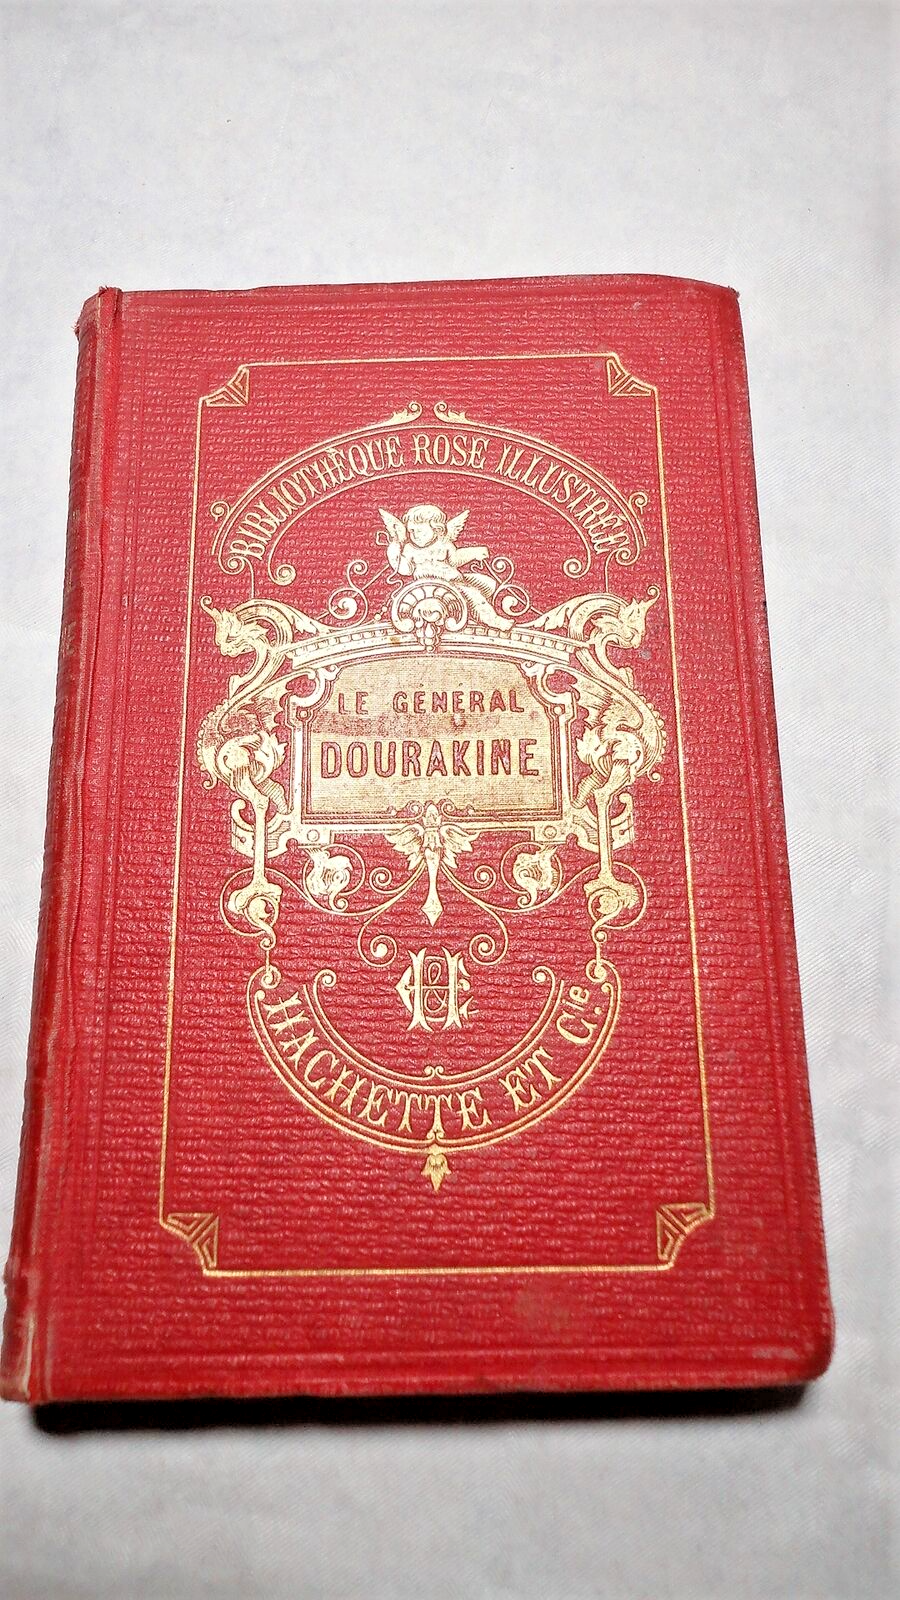 BIBLIOTHÈQUE ROSE ILLUSTRÉE
LE GÉNÉRAL
DOURAKINE
H&C
HACHETTE ET Cie.